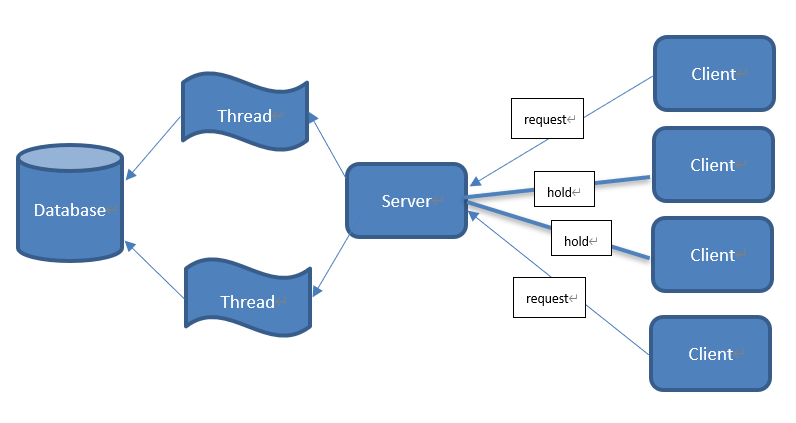 Client
Thread
request
Client
Database
Server
hold
hold
Client
Thread
request
Client